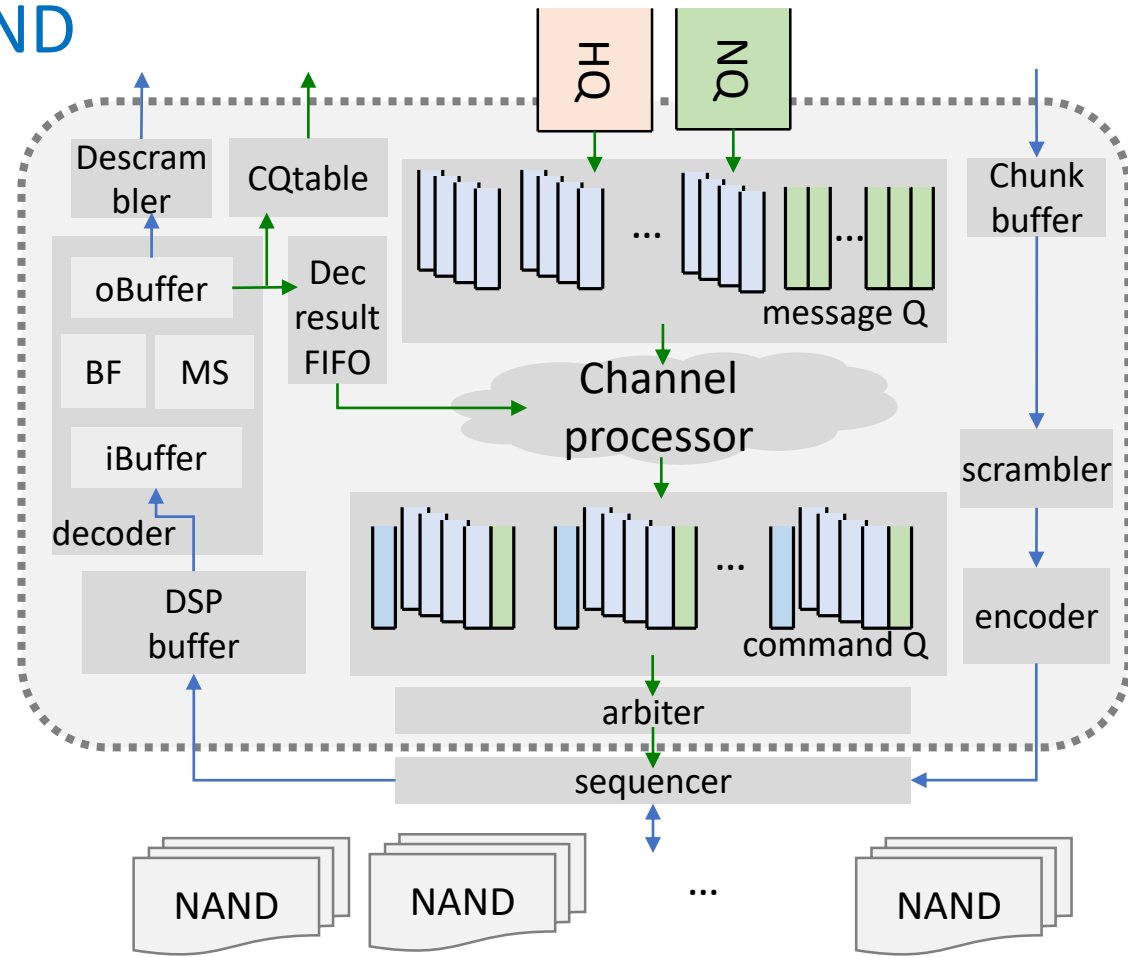 ND
HQ
NQ
Descram
bler
CQtable
Chunk
buffer
oBuffer
Dec
result
FIFO
...
...
message Q
BF
MS
Channel
processor
iBuffer
scrambler
decoder
...
DSP
buffer
encoder
command Q
arbiter
sequencer
NAND
NAND
...
NAND